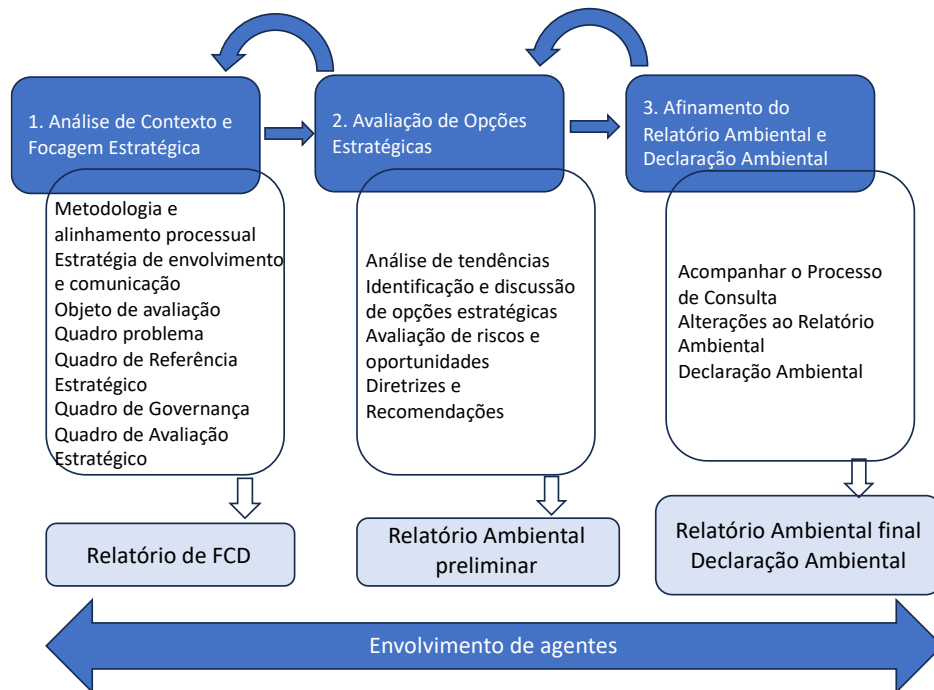 1. Análise de Contexto e
Focagem Estratégica
Metodologia e
alinhamento processual
Estratégia de envolvimento
e comunicação
Objeto de avaliação
Quadro problema
Quadro de Referência
Estratégico
Quadro de Governança
Quadro de Avaliação
Estratégico
Relatório de FCD
2. Avaliação de Opções
Estratégicas
Análise de tendências
Identificação e discussão
de opções estratégicas
Avaliação de riscos e
oportunidades
Diretrizes e
Recomendações
Relatório Ambiental
preliminar
3. Afinamento do
Relatório Ambiental e
Declaração Ambiental
Acompanhar o Processo
de Consulta
Alterações ao Relatório
Ambiental
Declaração Ambiental
Relatório Ambiental final
Declaração Ambiental
Envolvimento de agentes